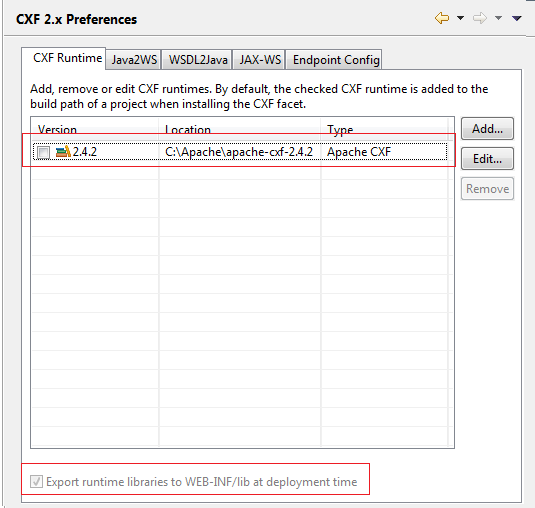 CXF 2.x Preferences
CXF Runtime Java2WS WSDL2Java JAX-WS Endpoint Config
Add, remove or edit CXF runtimes. By default, the checked CXF runtime is added to the
build path of a project when installing the CXF facet.
Version Location Type Add...
2.4.2 C:\Apache\apache-cxf-2.4.2 Apache CXF
Edit...
Remove
Export runtime libraries to WEB-INF/lib at deployment time